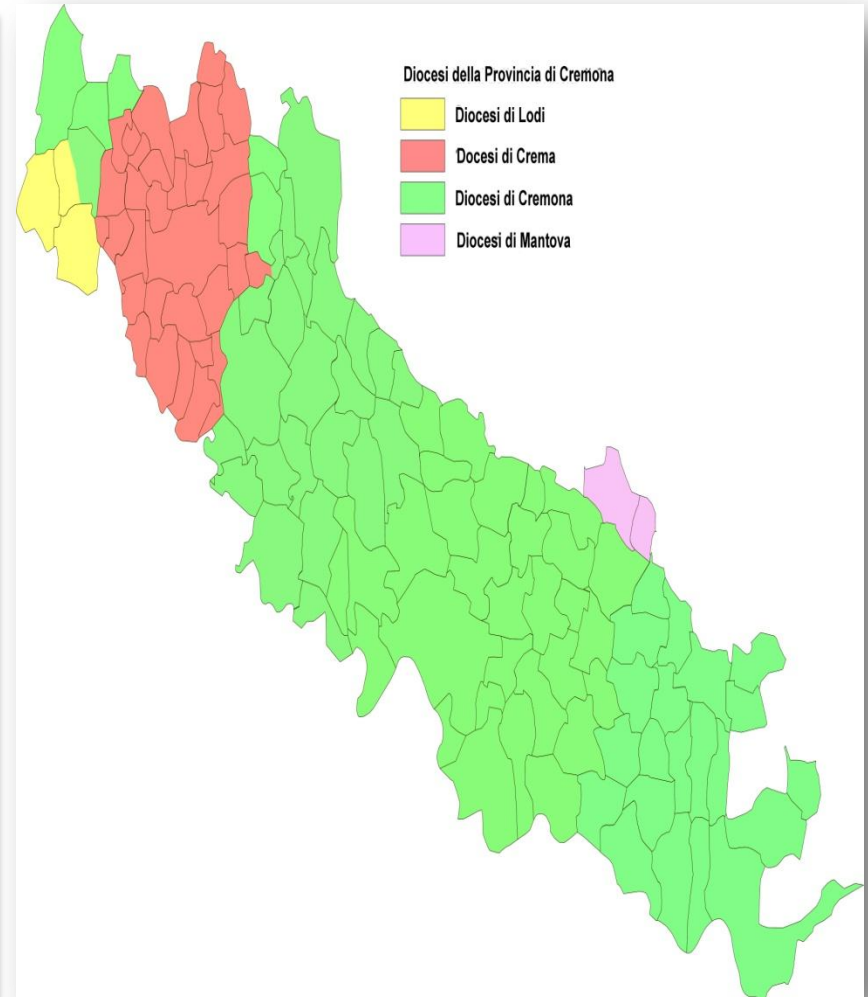 Diocesi della Provincia di Cremona
Diocesi di Lodi
Docesi di Crema
Diocesi di Cremona
Diocesi di Mantova